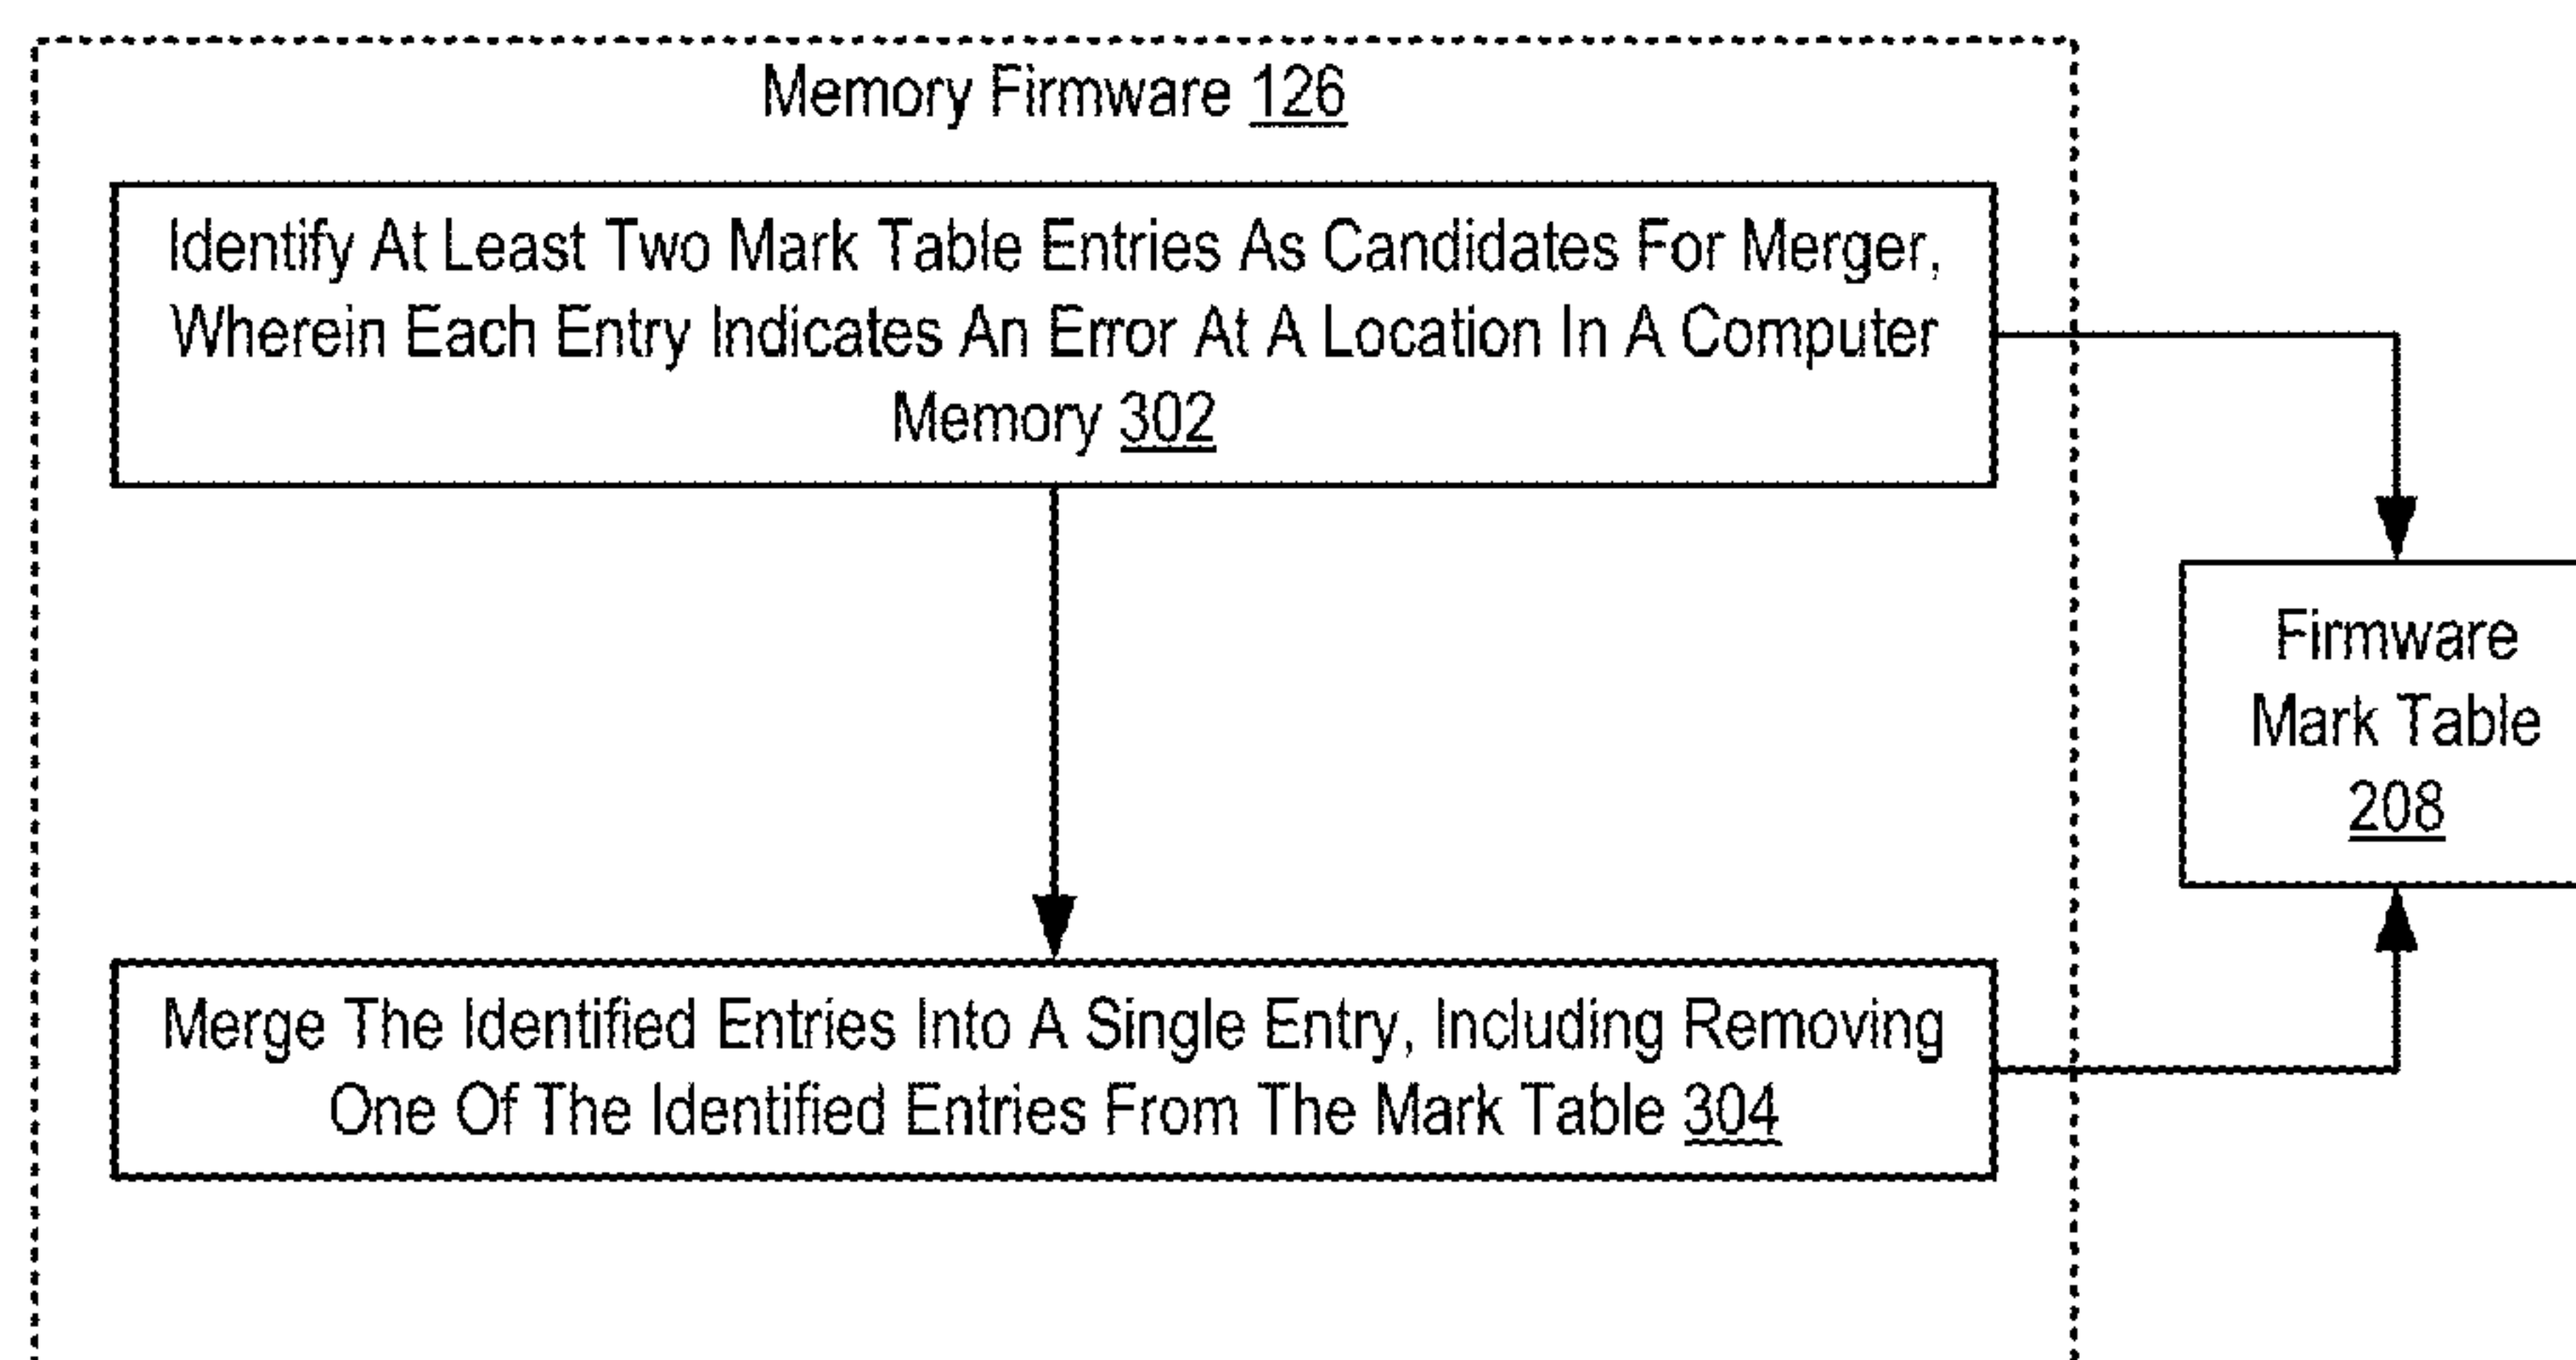 Memory Firmware 126
Identify At Least Two Mark Table Entries As Candidates For Merger,
Wherein Each Entry Indicates An Error At A Location In A Computer
Memory 302
Firmware
Mark Table
208
Merge The Identified Entries Into A Single Entry, Including Removing
One Of The Identified Entries From The Mark Table 304